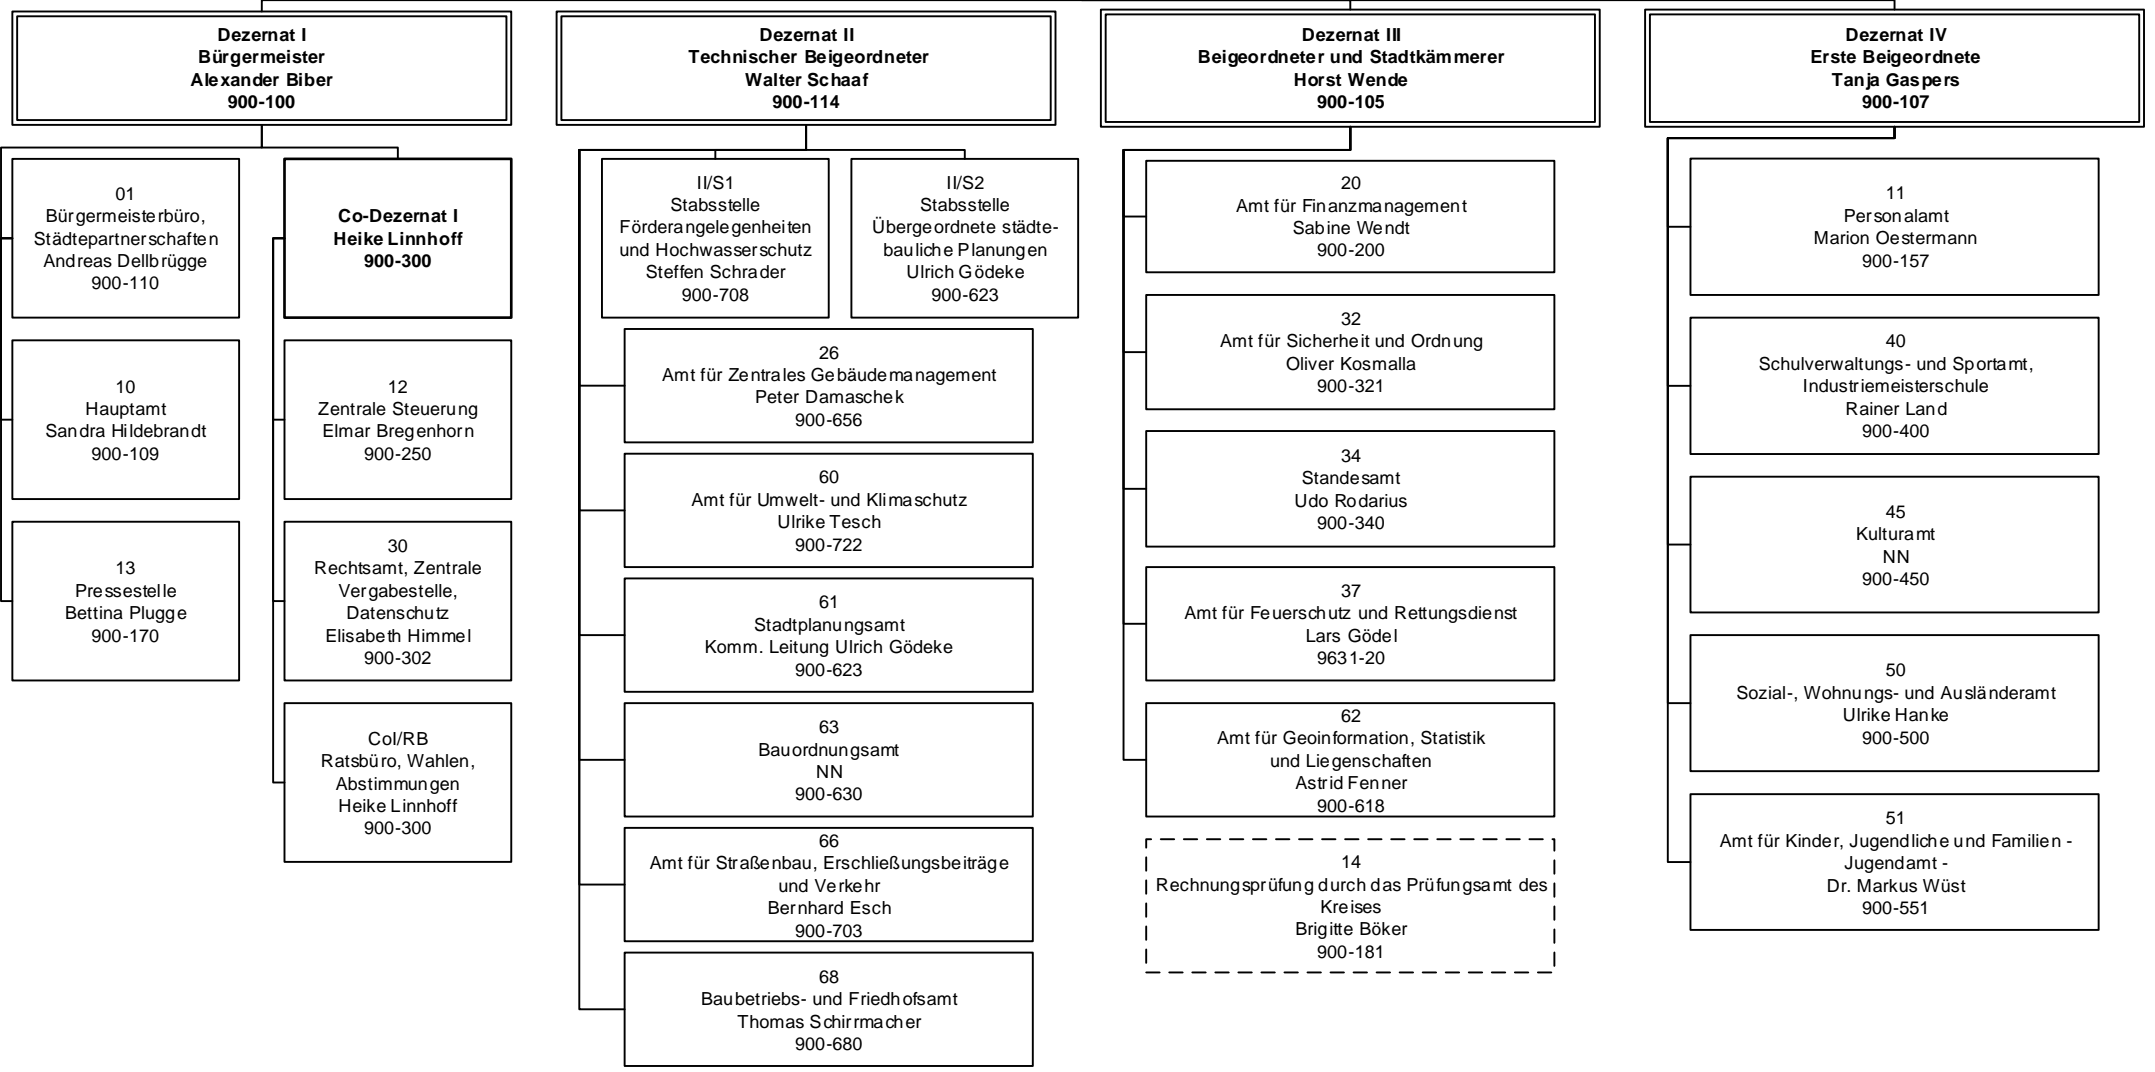 Dezernat I
Bürgermeister
Alexander Biber
900-100
01
Bürgermeisterbüro,
Städtepartnerschaften
Andreas Dellbrügge
900-110
10
Hauptamt
Sandra Hildebrandt
900-109
13
Pressestelle
Bettina Plugge
900-170
Co-Dezernat I
Heike Linnhoff
900-300
12
Zentrale Steuerung
Elmar Bregenhorn
900-250
30
Rechtsamt, Zentrale
Vergabestelle,
Datenschutz
Elisabeth Himmel
900-302
CoI/RB
Ratsbüro, Wahlen,
Abstimmungen
Heike Linnhoff
900-300
Dezernat II
Technischer Beigeordneter
Walter Schaaf
900-114
II/S1
Stabsstelle
Förderangelegenheiten
und Hochwasserschutz
Steffen Schrader
900-708
II/S2
Stabsstelle
Übergeordnete städte-
bauliche Planungen
Ulrich Gödeke
900-623
26
Amt für Zentrales Gebäudemanagement
Peter Damaschek
900-656
60
Amt für Umwelt- und Klimaschutz
Ulrike Tesch
900-722
61
Stadtplanungsamt
Komm. Leitung Ulrich Gödeke
900-623
63
Bauordnungsamt
NN
900-630
66
Amt für Straßenbau, Erschließungsbeiträge
und Verkehr
Bernhard Esch
900-703
68
Baubetriebs- und Friedhofsamt
Thomas Schirrmacher
900-680
Dezernat III
Beigeordneter und Stadtkämmerer
Horst Wende
900-105
20
Amt für Finanzmanagement
Sabine Wendt
900-200
32
Amt für Sicherheit und Ordnung
Oliver Kosmalla
900-321
34
Standesamt
Udo Rodarius
900-340
37
Amt für Feuerschutz und Rettungsdienst
Lars Gödel
9631-20
62
Amt für Geoinformation, Statistik
und Liegenschaften
Astrid Fenner
900-618
14
Rechnungsprüfung durch das Prüfungsamt des
Kreises
Brigitte Böker
900-181
Dezernat IV
Erste Beigeordnete
Tanja Gaspers
900-107
11
Personalamt
Marion Oestermann
900-157
40
Schulverwaltungs- und Sportamt,
Industriemeisterschule
Rainer Land
900-400
45
Kulturamt
NN
900-450
50
Sozial-, Wohnungs- und Ausländeramt
Ulrike Hanke
900-500
51
Amt für Kinder, Jugendliche und Familien -
Jugendamt -
Dr. Markus Wüst
900-551